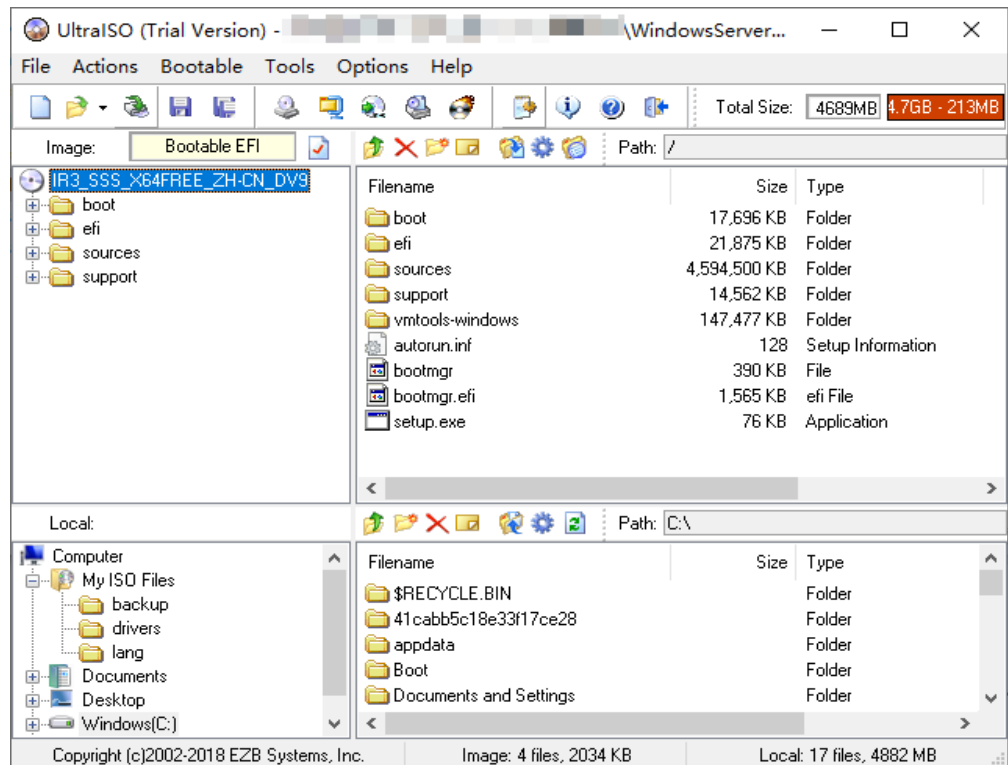 UltraISO (Trial Version) - \WindowsServer...
File Actions Bootable Tools Options Help
Total Size: 4689MB 4.7GB - 213MB
Image: Bootable EFI Path: /
IR3_SSS_X64FREE_ZH-CN_DV9
boot
efi
sources
support
Filename Size Type
boot 17,696 KB Folder
efi 21,875 KB Folder
sources 4,594,500 KB Folder
support 14,562 KB Folder
vmtools-windows 147,477 KB Folder
autorun.inf 128 Setup Information
bootmgr 390 KB File
bootmgr.efi 1,565 KB efi File
setup.exe 76 KB Application
Local: Path: C:\
Computer
My ISO Files
backup
drivers
lang
Documents
Desktop
Windows(C:)
Filename Size Type
$RECYCLE.BIN Folder
41cabb5c18e33f17ce28 Folder
appdata Folder
Boot Folder
Documents and Settings Folder
Copyright (c)2002-2018 EZB Systems, Inc. Image: 4 files, 2034 KB Local: 17 files, 4882 MB